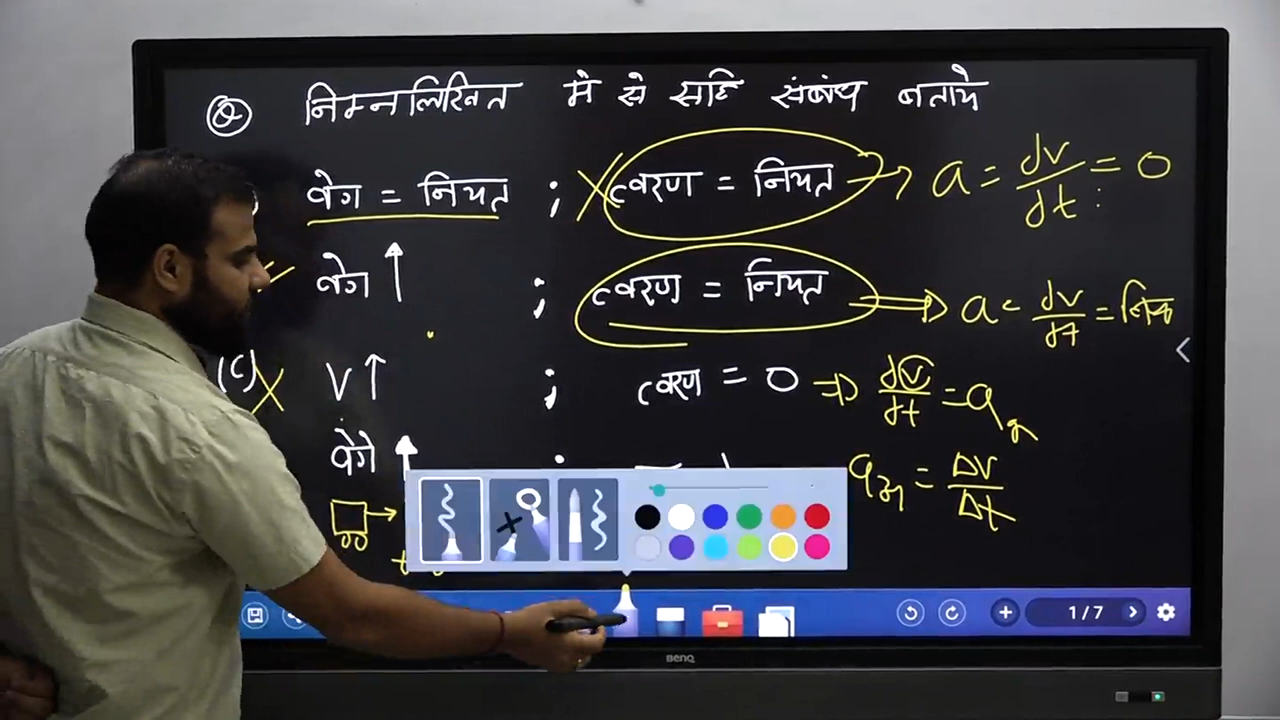 Q निम्नलिखित मे से सहि संबंध बताये
वेग = नियत ; त्वरण = नियत → a = dv/dt = 0
वेग ↑ ; त्वरण = नियत ⇒ a = dv/dt = नियत
(C) v↑ ; त्वरण = 0 ⇒ dv/dt = a
वेग ↑ ; a = Δv/Δt
BenQ
1/7